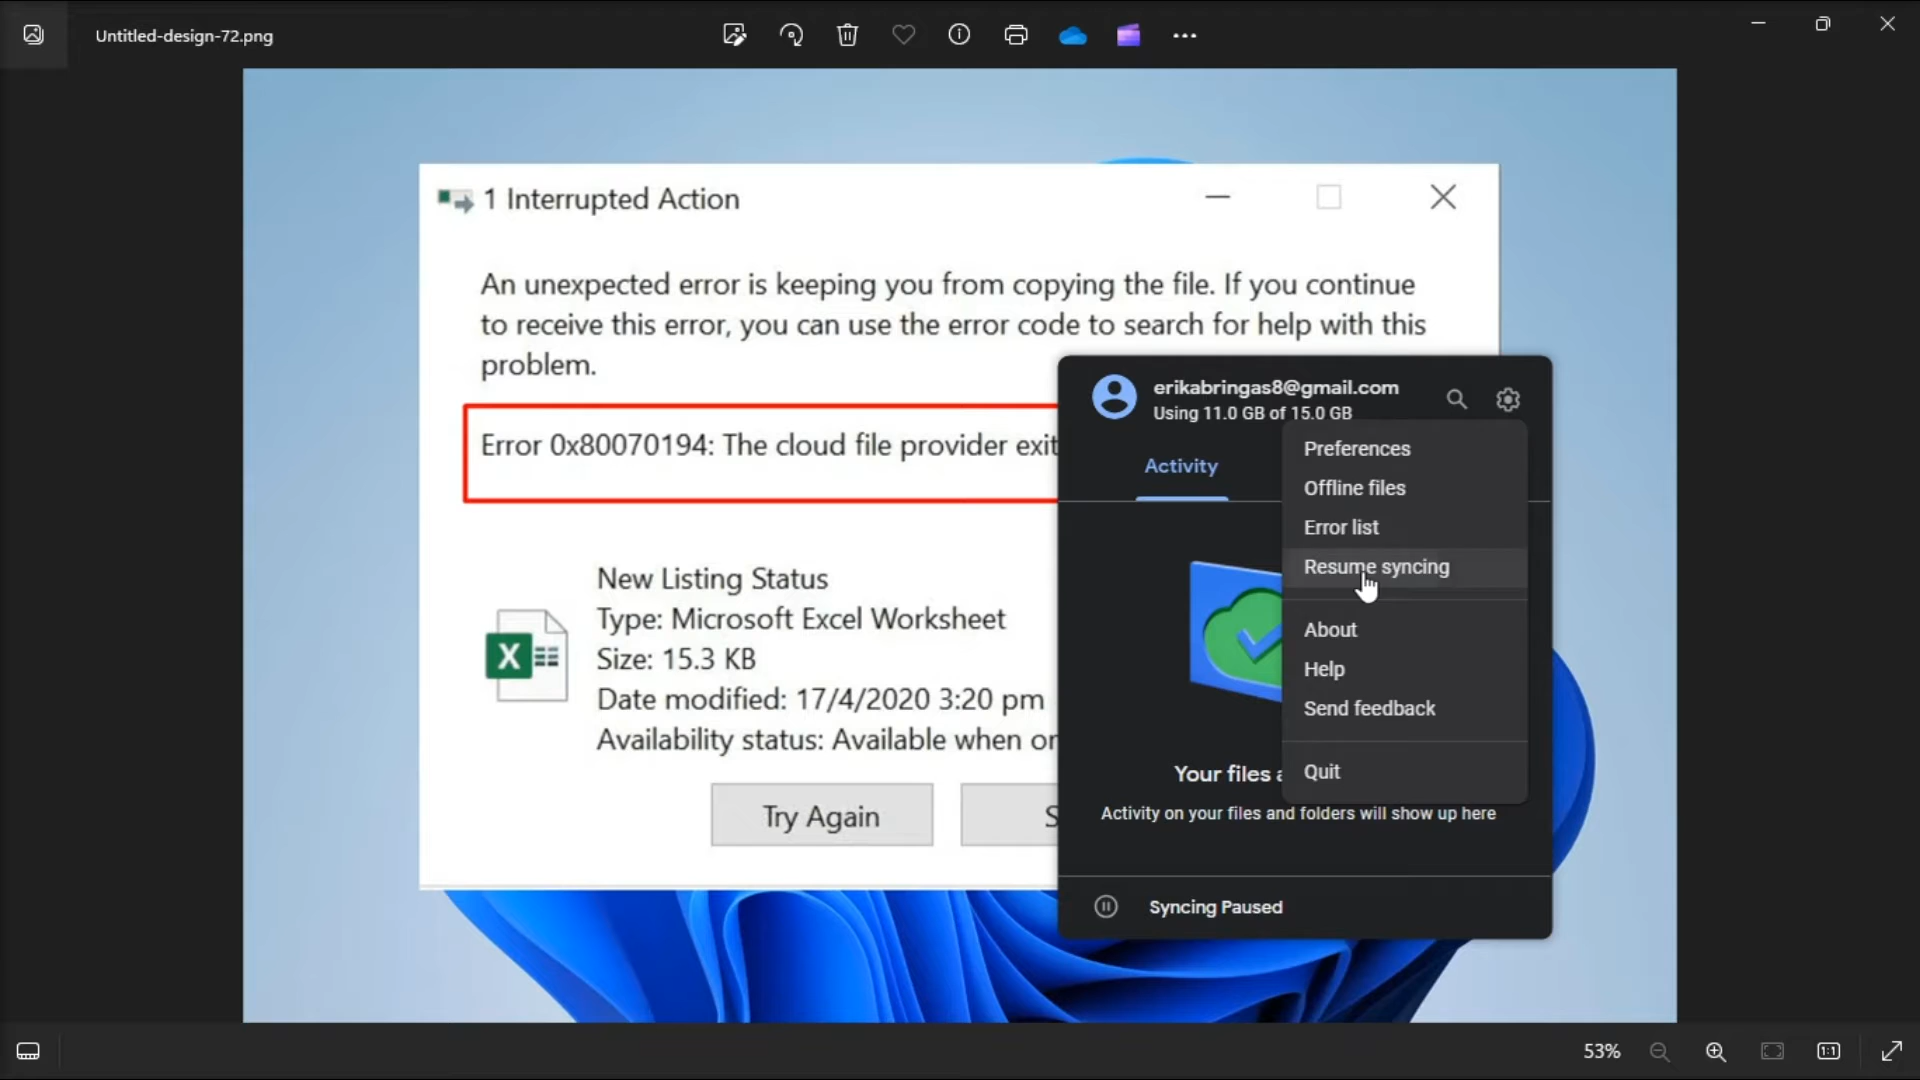 Untitled-design-72.png
1 Interrupted Action
An unexpected error is keeping you from copying the file. If you continue
to receive this error, you can use the error code to search for help with this
problem.
Error 0x80070194: The cloud file provider exit
New Listing Status
Type: Microsoft Excel Worksheet
Size: 15.3 KB
Date modified: 17/4/2020 3:20 pm
Availability status: Available when
X
Try Again
erikabringas8@gmail.com
Using 11.0 GB of 15.0 GB
Activity
Preferences
Offline files
Error list
Resume syncing
About
Help
Send feedback
Quit
Your files
Activity on your files and folders will show up here
Syncing Paused
53%
1:1